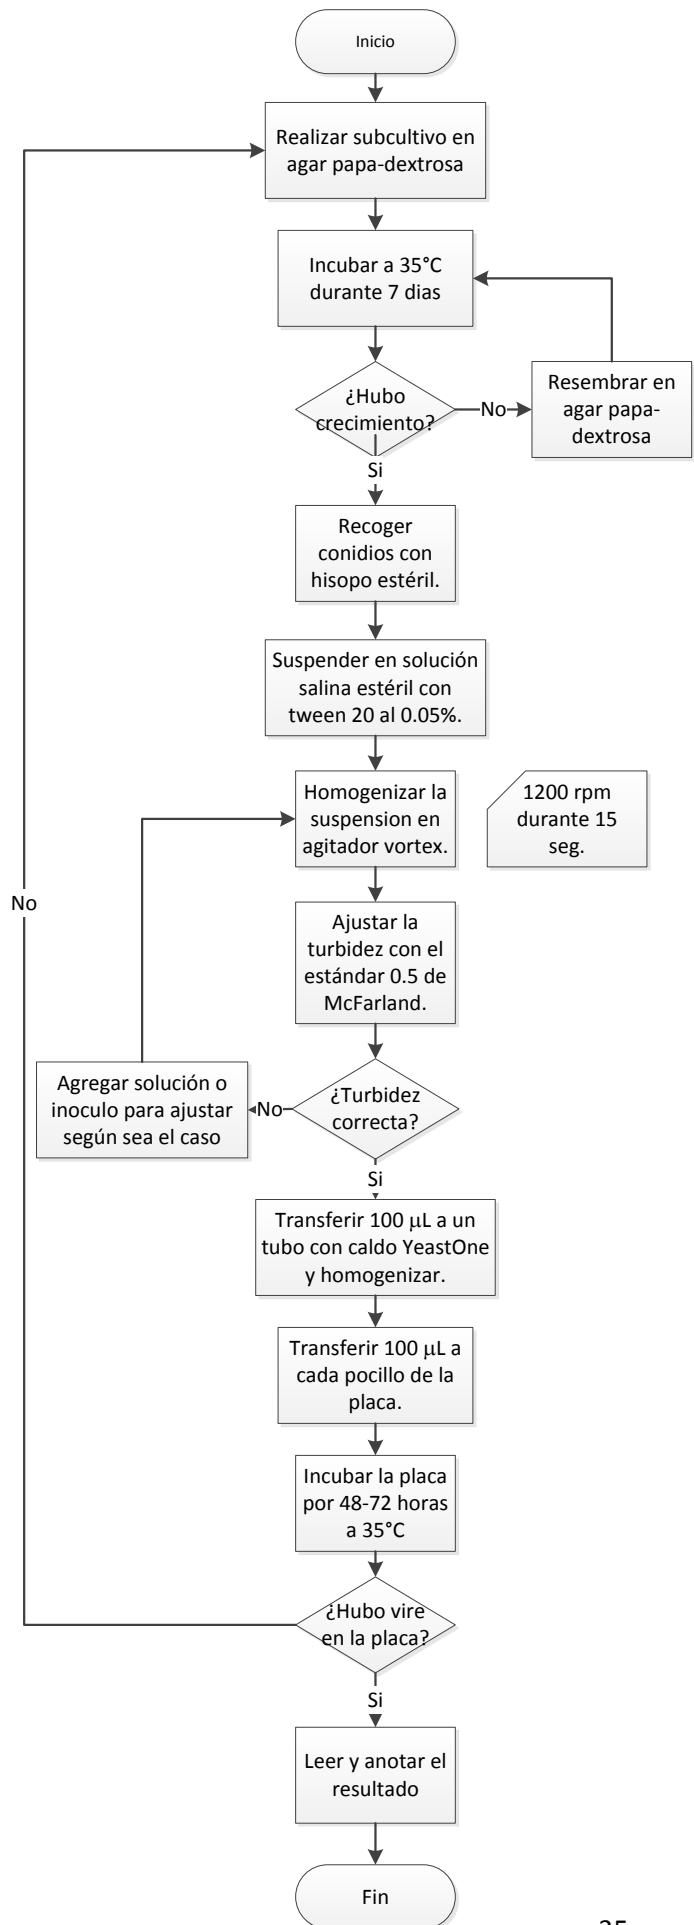 Inicio
Realizar subcultivo en
agar papa-dextrosa
Incubar a 35°C
durante 7 dias
¿Hubo
crecimiento?
No
Resembrar en
agar papa-
dextrosa
Si
Recoger
conidios con
hisopo estéril.
Suspender en solución
salina estéril con
tween 20 al 0.05%.
Homogenizar la
suspension en
agitador vortex.
1200 rpm
durante 15
seg.
No
Ajustar la
turbidez con el
estándar 0.5 de
McFarland.
¿Turbidez
correcta?
No
Agregar solución o
inoculo para ajustar
según sea el caso
Si
Transferir 100 µL a un
tubo con caldo YeastOne
y homogenizar.
Transferir 100 µL a
cada pocillo de la
placa.
Incubar la placa
por 48-72 horas
a 35°C
¿Hubo vire
en la placa?
Si
Leer y anotar el
resultado
Fin